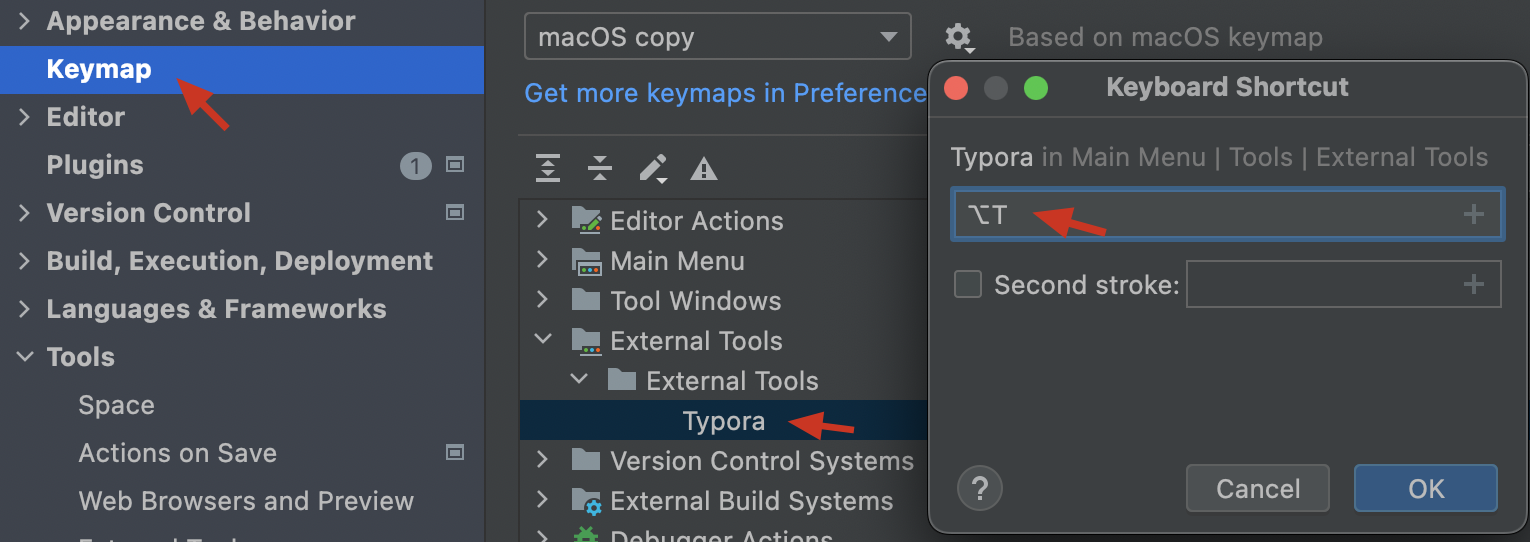 Appearance & Behavior
Keymap
Editor
Plugins 1
Version Control
Build, Execution, Deployment
Languages & Frameworks
Tools
Space
Actions on Save
Web Browsers and Preview
macOS copy
Based on macOS keymap
Get more keymaps in Preference
Editor Actions
Main Menu
Tool Windows
External Tools
External Tools
Typora
Version Control Systems
External Build Systems
Debugger Actions
Keyboard Shortcut
Typora in Main Menu | Tools | External Tools
⌥T
Second stroke:
? Cancel OK